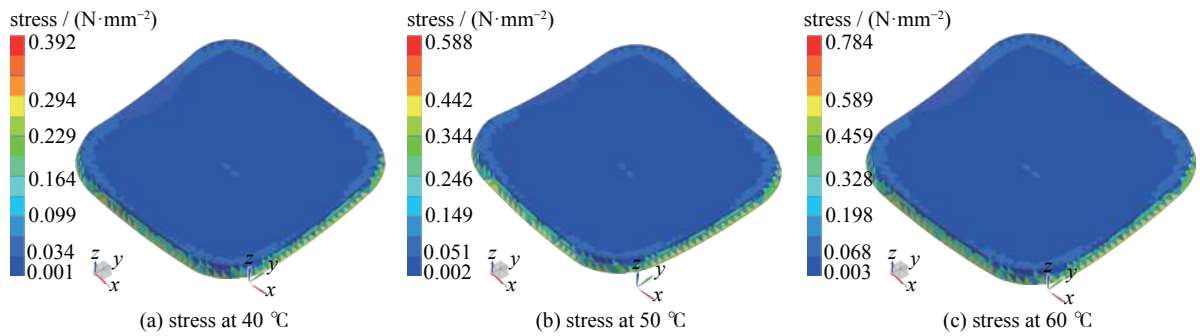 stress / (N·mm⁻²)
0.392
0.294
0.229
0.164
0.099
0.034
0.001
z
y
x
z
y
x
(a) stress at 40 ℃
stress / (N·mm⁻²)
0.588
0.442
0.344
0.246
0.149
0.051
0.002
z
y
x
z
y
x
(b) stress at 50 ℃
stress / (N·mm⁻²)
0.784
0.589
0.459
0.328
0.198
0.068
0.003
z
y
x
z
y
x
(c) stress at 60 ℃